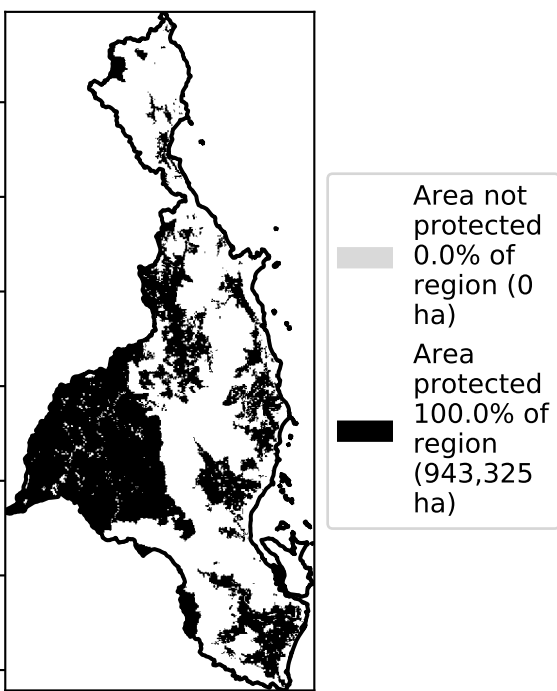 Area not
protected
0.0% of
region (0
ha)
Area
protected
100.0% of
region
(943,325
ha)